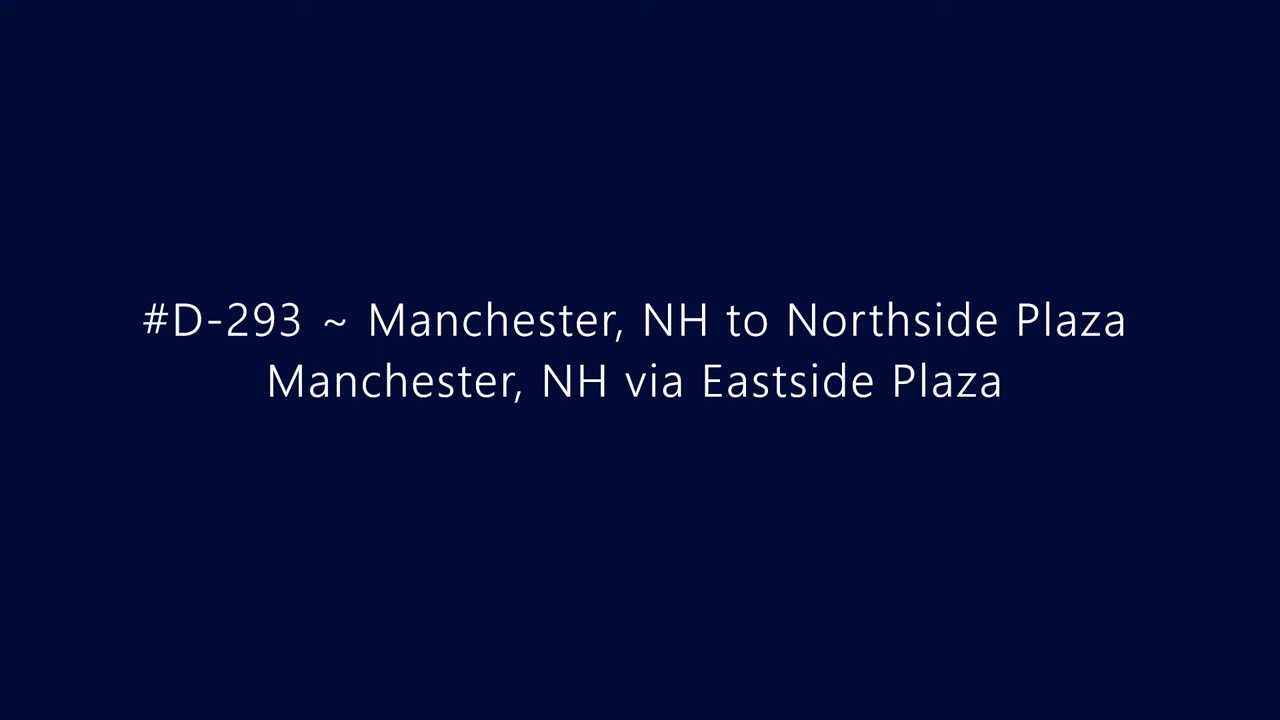 #D-293 ~ Manchester, NH to Northside Plaza
Manchester, NH via Eastside Plaza